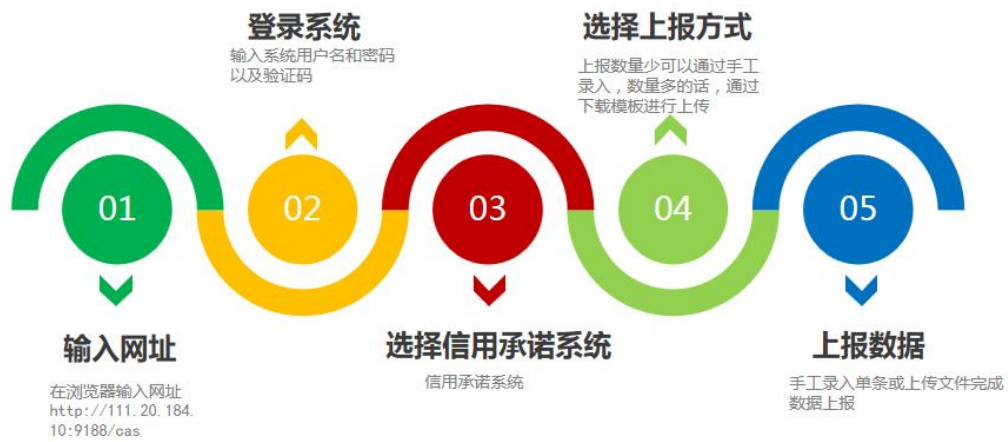 登录系统
输入系统用户名和密码
以及验证码
选择上报方式
上报数量少可以通过手工
录入，数量多的话，通过
下载模板进行上传
01
02
03
04
05
输入网址
在浏览器输入网址
http://111.20.184.
10:9188/cas
选择信用承诺系统
信用承诺系统
上报数据
手工录入单条或上传文件完成
数据上报